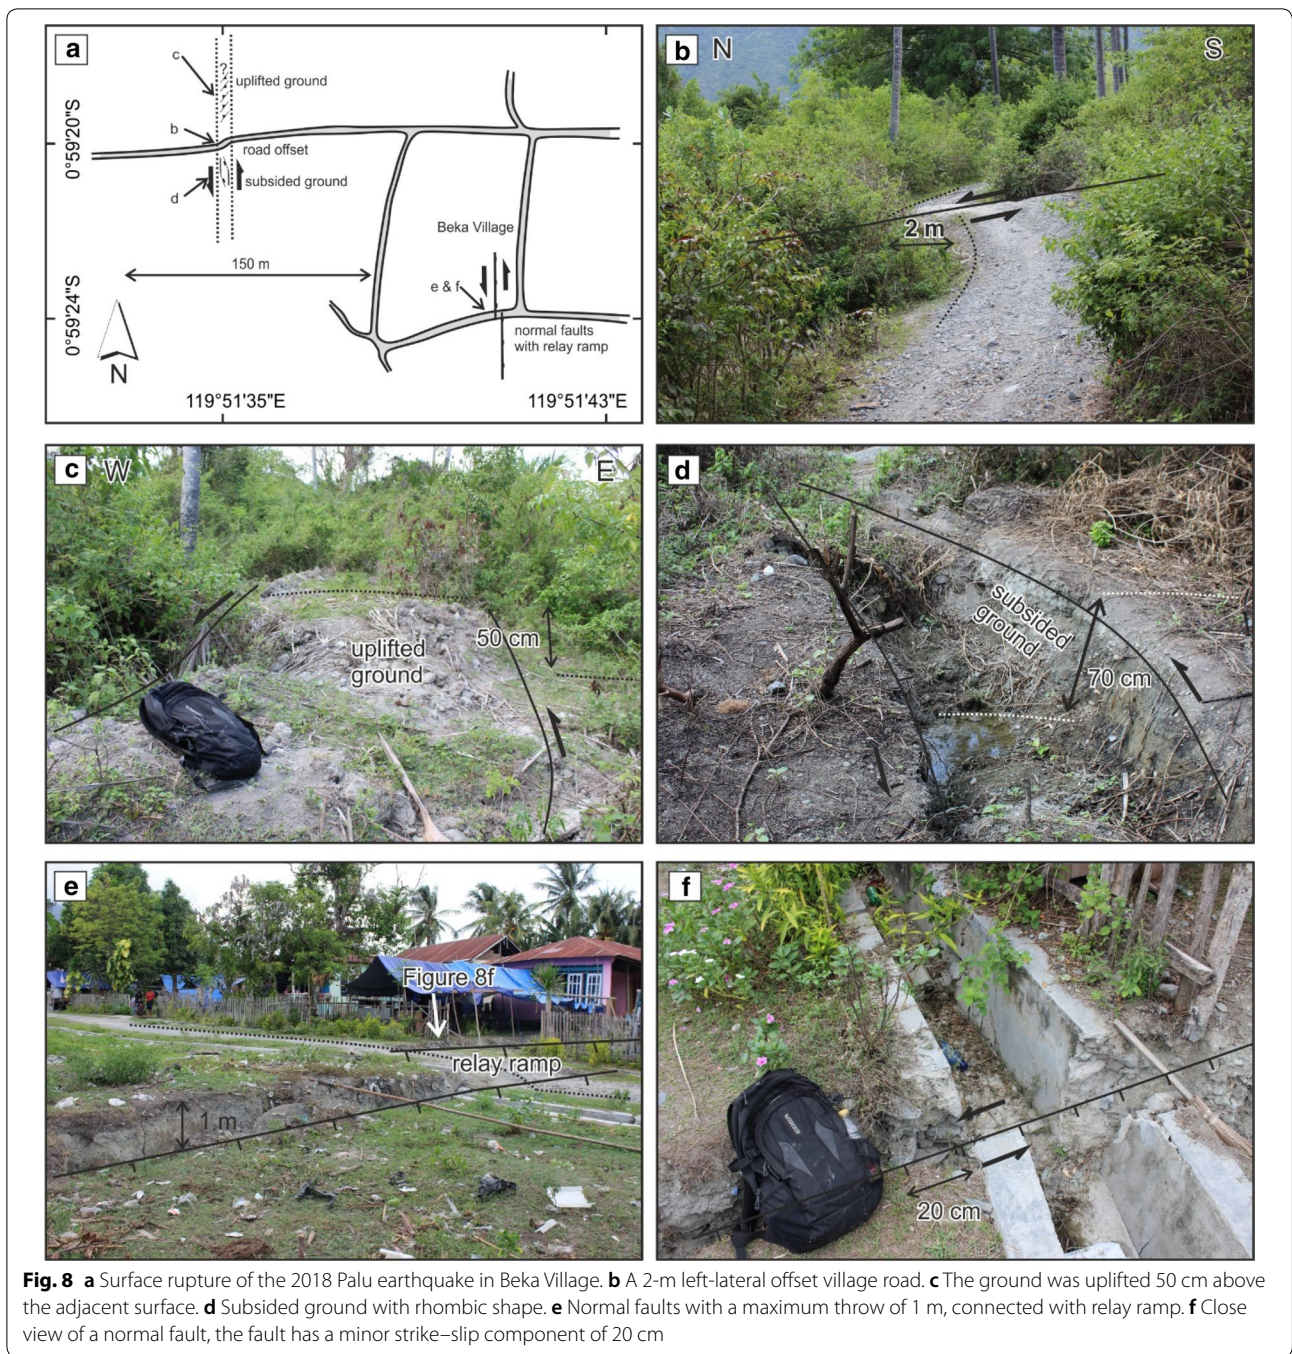 a
c
?
uplifted ground
b
road offset
subsided ground
d
0°59'20"S
Beka Village
150 m
e & f
0°59'24"S
normal faults
with relay ramp
N
119°51'35"E
119°51'43"E
b N S
2 m
c W E
50 cm
uplifted
ground
d
subsided
ground
70 cm
e
Figure 8f
relay ramp
1 m
f
20 cm
Fig. 8 a Surface rupture of the 2018 Palu earthquake in Beka Village. b A 2-m left-lateral offset village road. c The ground was uplifted 50 cm above
the adjacent surface. d Subsided ground with rhombic shape. e Normal faults with a maximum throw of 1 m, connected with relay ramp. f Close
view of a normal fault, the fault has a minor strike–slip component of 20 cm